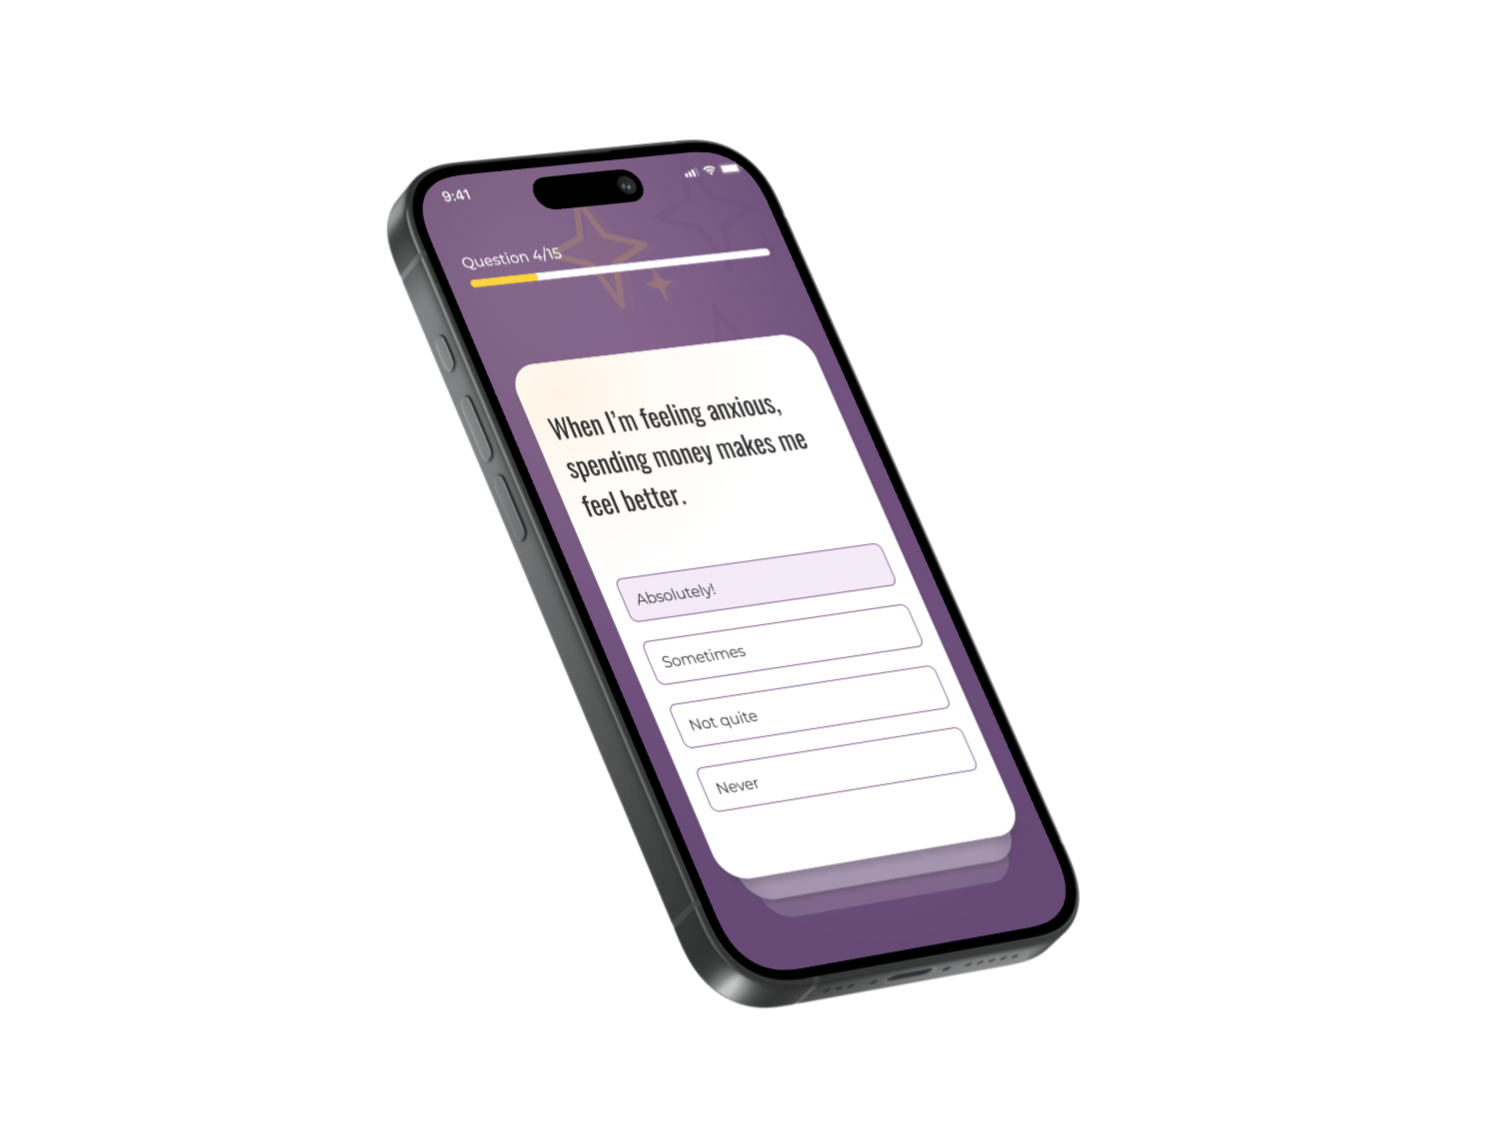 9:41
Question 4/15
When I'm feeling anxious,
spending money makes me
feel better.
Absolutely!
Sometimes
Not quite
Never